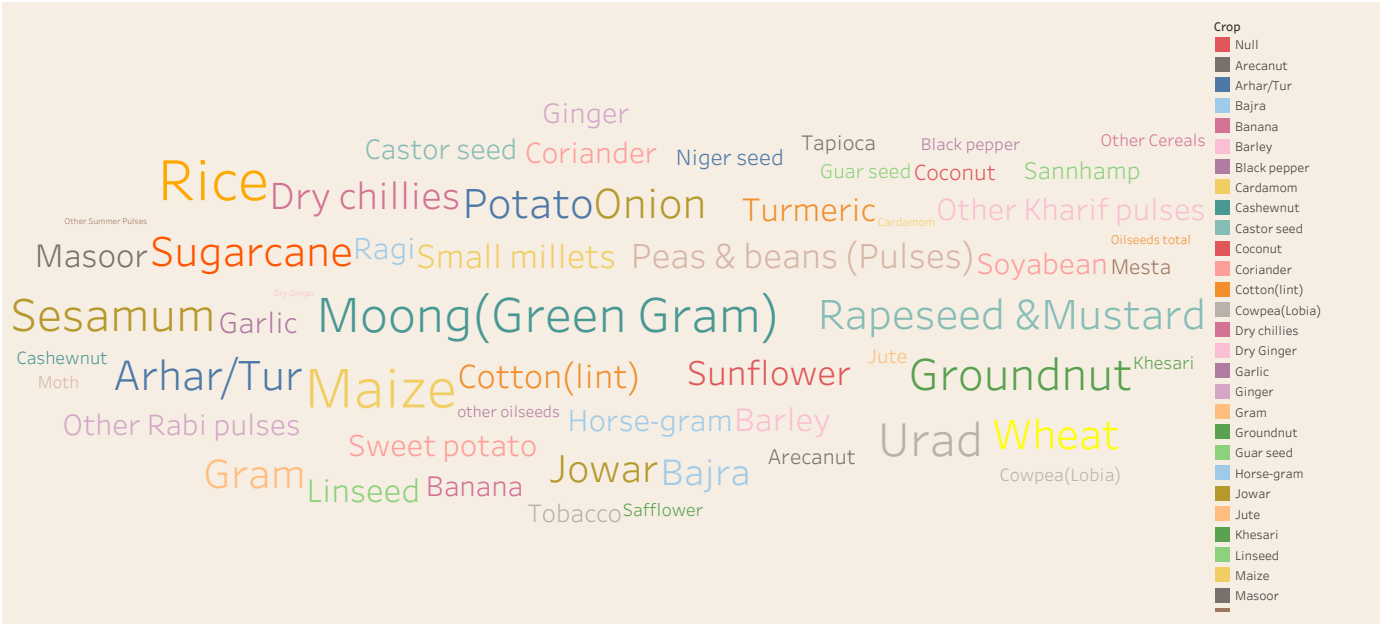 Ginger
Castor seed Coriander Niger seed Tapioca Black pepper Other Cereals
Rice Dry chillies Potato Onion Guar seed Coconut Sannhamp
Other Summer Pulses Turmeric Cardamom Other Kharif pulses
Masoor Sugarcane Ragi Small millets Peas & beans (Pulses) Soyabean Oilseeds total Mesta
Sesamum Garlic Dry Ginger Moong(Green Gram) Rapeseed &Mustard
Cashewnut Arhar/Tur Maize Cotton(lint) Sunflower Jute Groundnut Khesari
Moth
Other Rabi pulses other oilseeds Horse-gram Barley Urad Wheat
Sweet potato Jowar Bajra Arecanut Cowpea(Lobia)
Gram Linseed Banana
Tobacco Safflower
Crop
Null
Arecanut
Arhar/Tur
Bajra
Banana
Barley
Black pepper
Cardamom
Cashewnut
Castor seed
Coconut
Coriander
Cotton(lint)
Cowpea(Lobia)
Dry chillies
Dry Ginger
Garlic
Ginger
Gram
Groundnut
Guar seed
Horse-gram
Jowar
Jute
Khesari
Linseed
Maize
Masoor